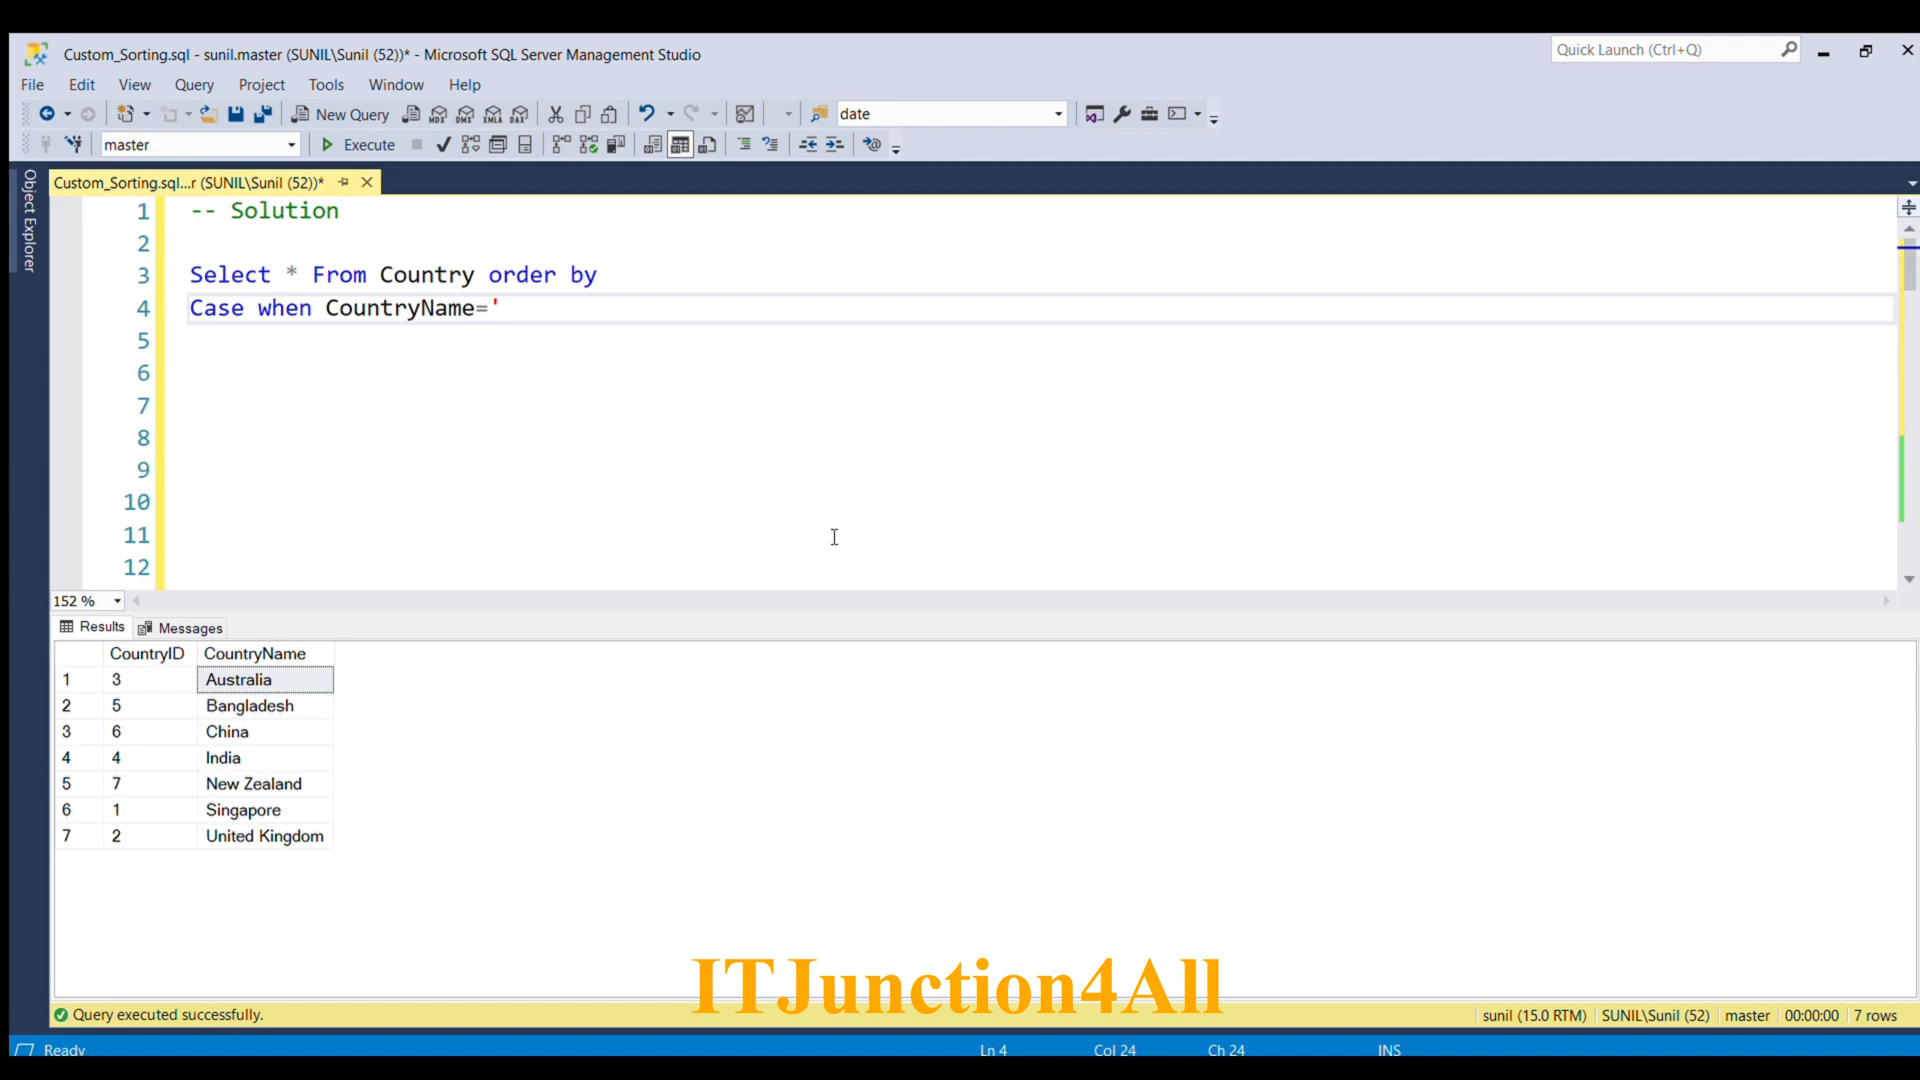 Custom_Sorting.sql - sunil.master (SUNIL\Sunil (52))* - Microsoft SQL Server Management Studio
Quick Launch (Ctrl+Q)
File Edit View Query Project Tools Window Help
New Query MDX DMX XMLA DAX date
master Execute
Object Explorer
Custom_Sorting.sql...r (SUNIL\Sunil (52))*
1 -- Solution
2
3 Select * From Country order by
4 Case when CountryName='
5
6
7
8
9
10
11
12
152 %
Results Messages
CountryID CountryName
1 3 Australia
2 5 Bangladesh
3 6 China
4 4 India
5 7 New Zealand
6 1 Singapore
7 2 United Kingdom
ITJunction4All
Query executed successfully. sunil (15.0 RTM) SUNIL\Sunil (52) master 00:00:00 7 rows
Ready Ln 4 Col 24 Ch 24 INS